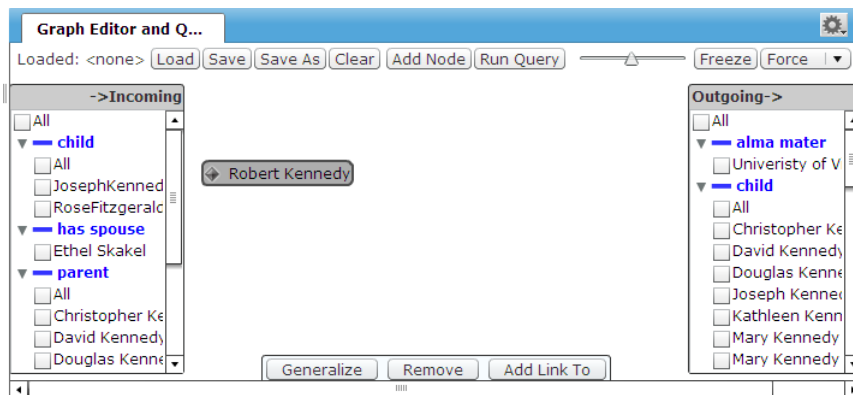 Graph Editor and Q...
Loaded: <none> Load Save Save As Clear Add Node Run Query Freeze Force
->Incoming
All
child
All
JosephKenned
RoseFitzgerald
has spouse
Ethel Skakel
parent
All
Christopher Ke
David Kennedy
Douglas Kenne
Robert Kennedy
Generalize Remove Add Link To
Outgoing->
All
alma mater
Univeristy of V
child
All
Christopher Ke
David Kennedy
Douglas Kenne
Joseph Kenned
Kathleen Kenn
Mary Kennedy
Mary Kennedy